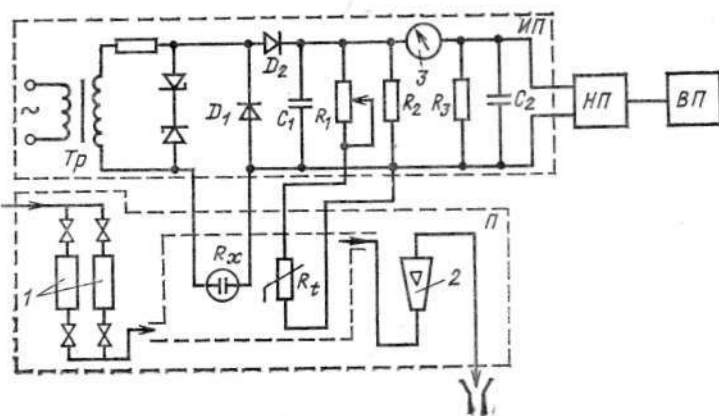 ИП
D₂
3
D₁
C₁
R₁
R₂
R₃
C₂
НП
ВП
~
Тр
П
1
Rx
Rt
2